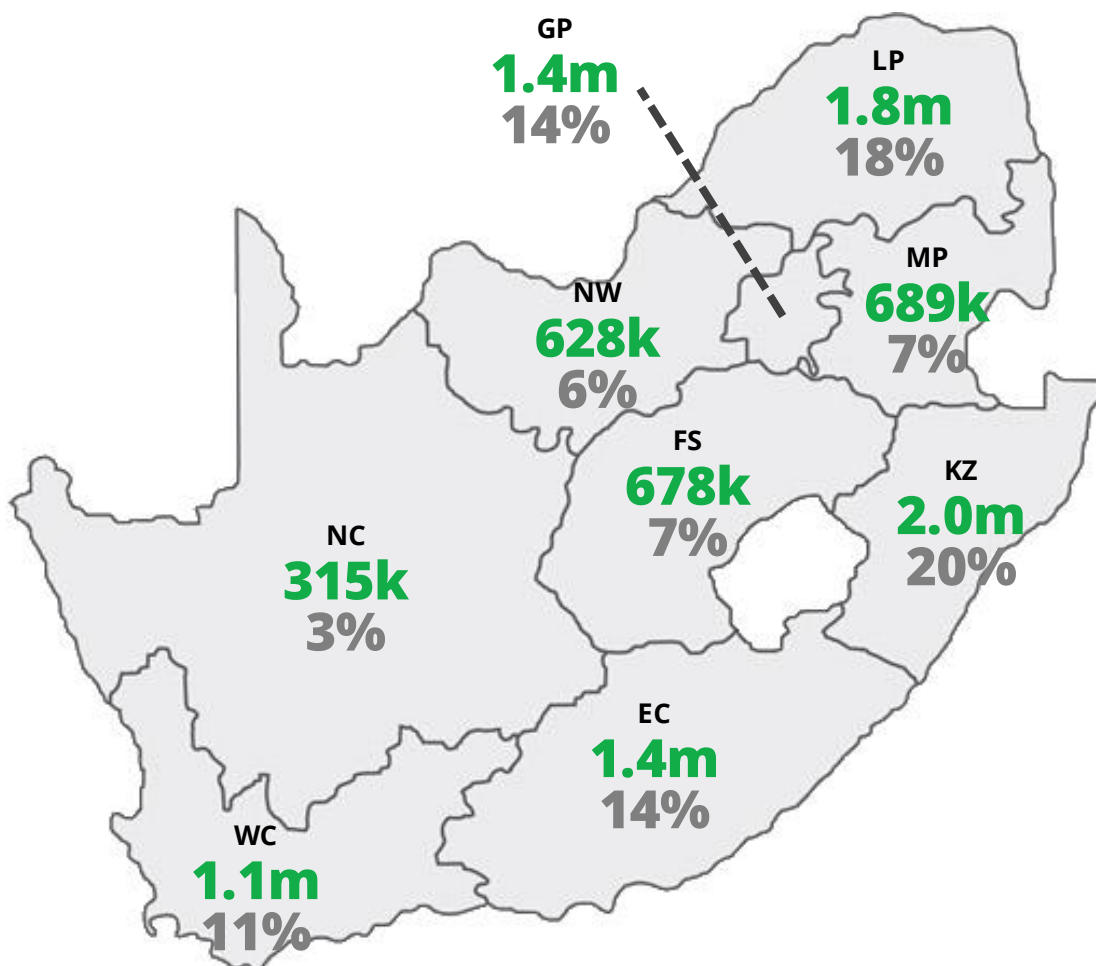 GP
1.4m
14%
LP
1.8m
18%
MP
689k
7%
NW
628k
6%
FS
678k
7%
KZ
2.0m
20%
NC
315k
3%
EC
1.4m
14%
WC
1.1m
11%